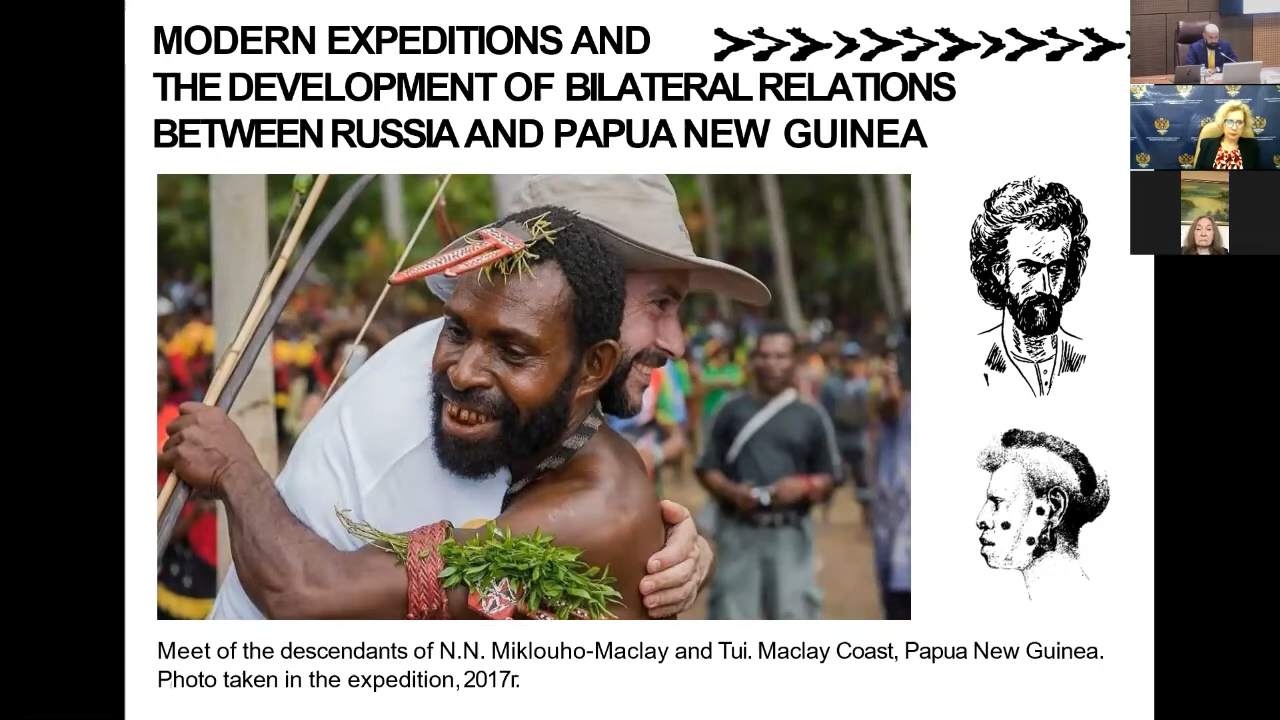 MODERN EXPEDITIONS AND
THE DEVELOPMENT OF BILATERAL RELATIONS
BETWEEN RUSSIA AND PAPUA NEW GUINEA
Meet of the descendants of N.N. Miklouho-Maclay and Tui. Maclay Coast, Papua New Guinea.
Photo taken in the expedition, 2017г.